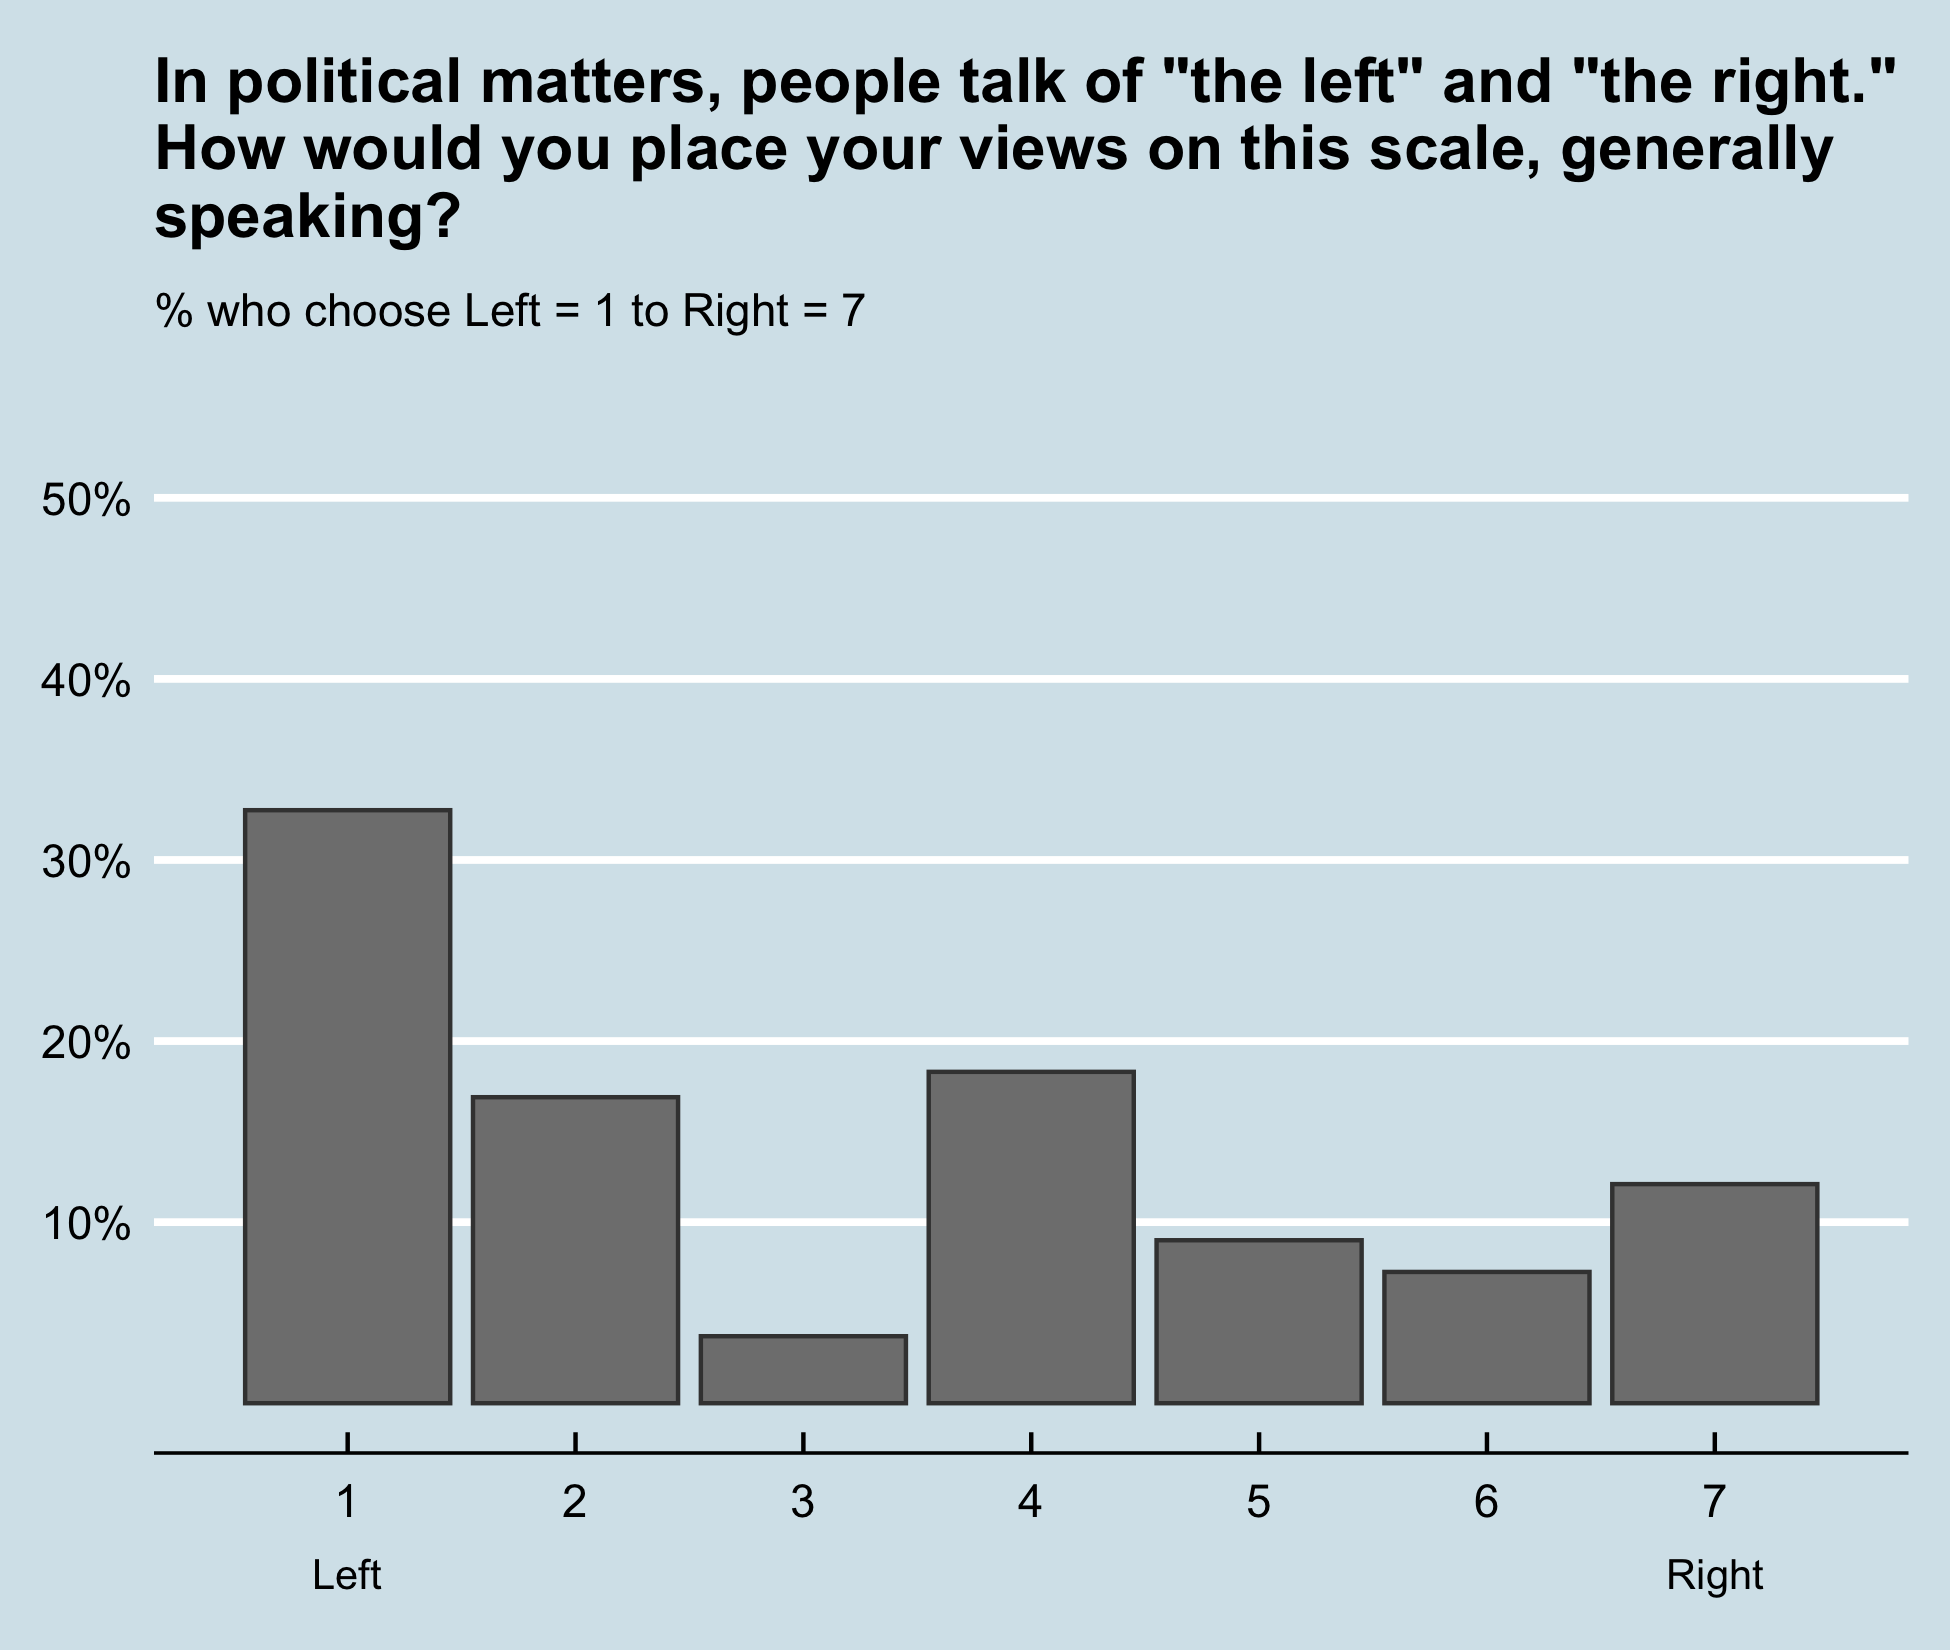 In political matters, people talk of "the left" and "the right."
How would you place your views on this scale, generally
speaking?
% who choose Left = 1 to Right = 7
50%
40%
30%
20%
10%
1 2 3 4 5 6 7
Left Right